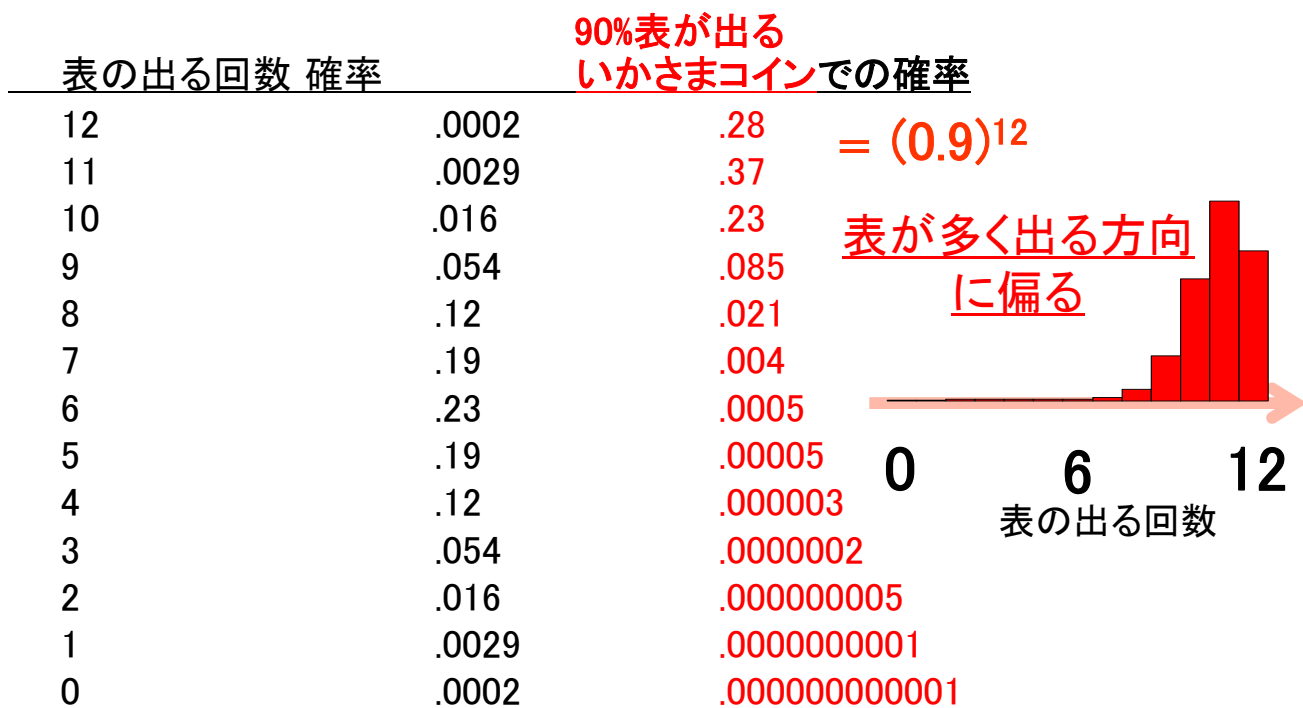 90%表が出る
表の出る回数 確率 いかさまコインでの確率
12 .0002 .28 = (0.9)¹²
11 .0029 .37
10 .016 .23
表が多く出る方向
に偏る
9 .054 .085
8 .12 .021
7 .19 .004
6 .23 .0005
5 .19 .00005
4 .12 .000003
3 .054 .0000002
2 .016 .000000005
1 .0029 .0000000001
0 .0002 .000000000001
0 6 12
表の出る回数